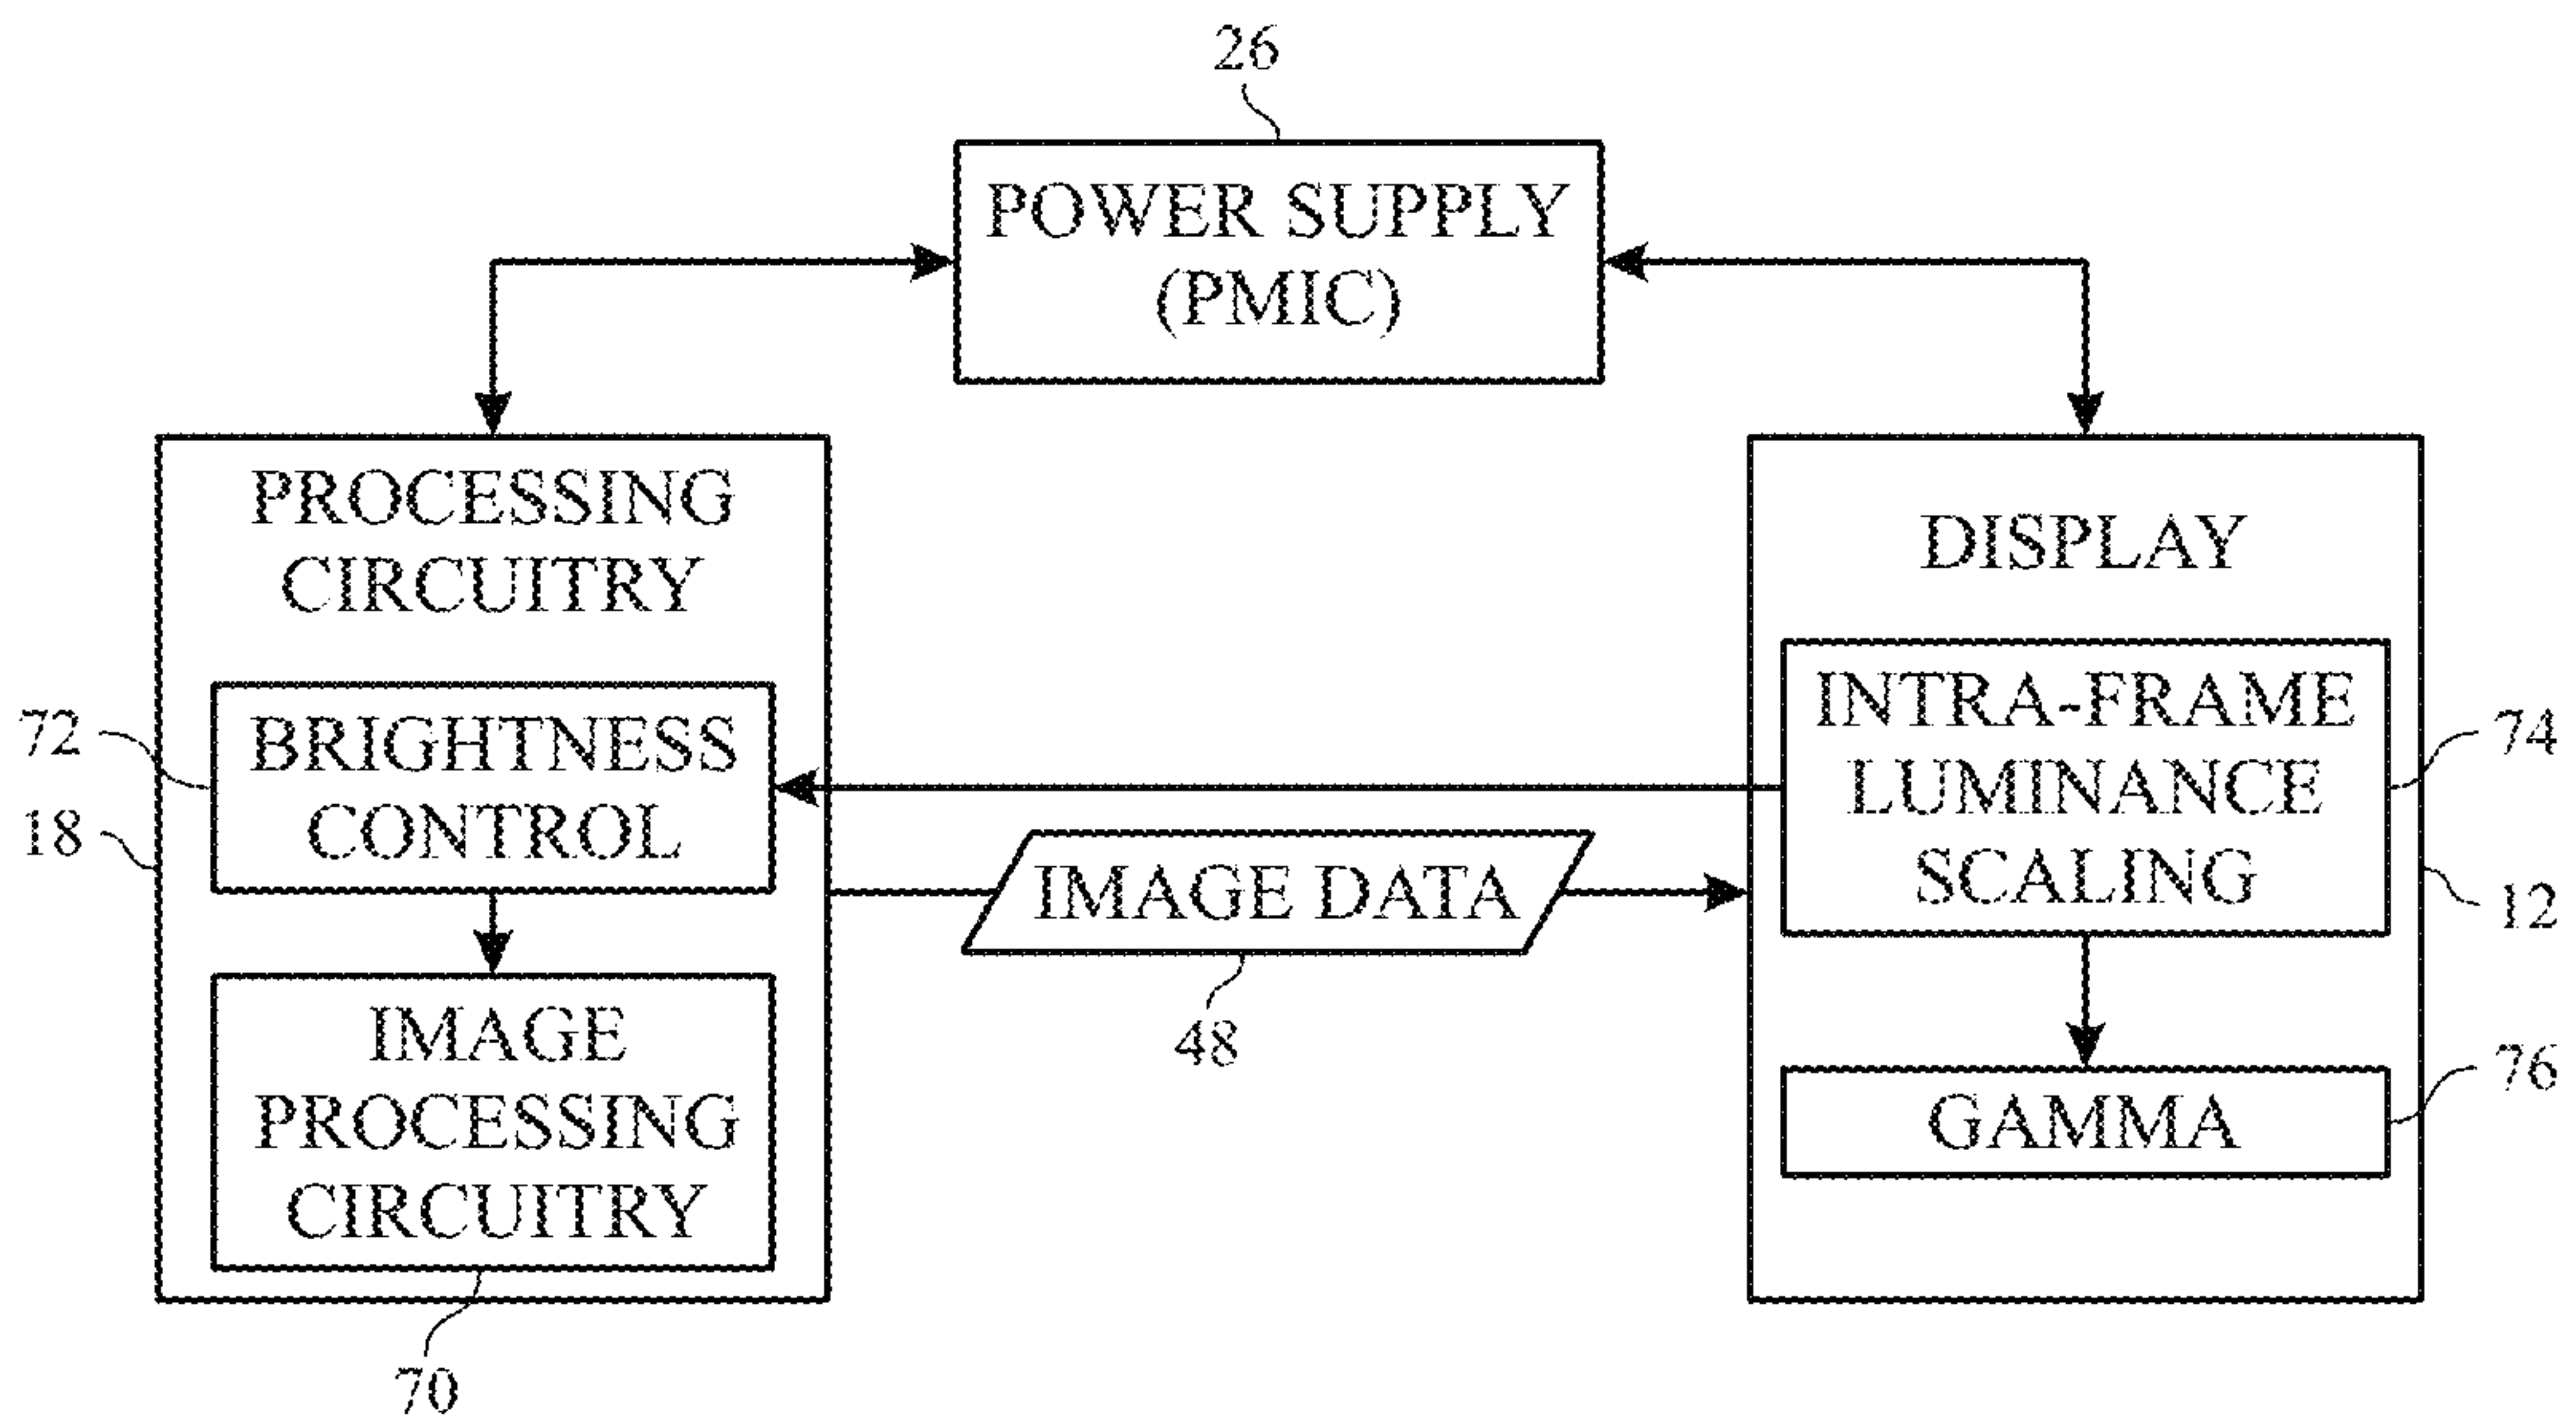 26
POWER SUPPLY
(PMIC)
PROCESSING
CIRCUITRY
DISPLAY
72
BRIGHTNESS
CONTROL
18
INTRA-FRAME
LUMINANCE
SCALING
74
12
IMAGE DATA
48
IMAGE
PROCESSING
CIRCUITRY
70
GAMMA
76